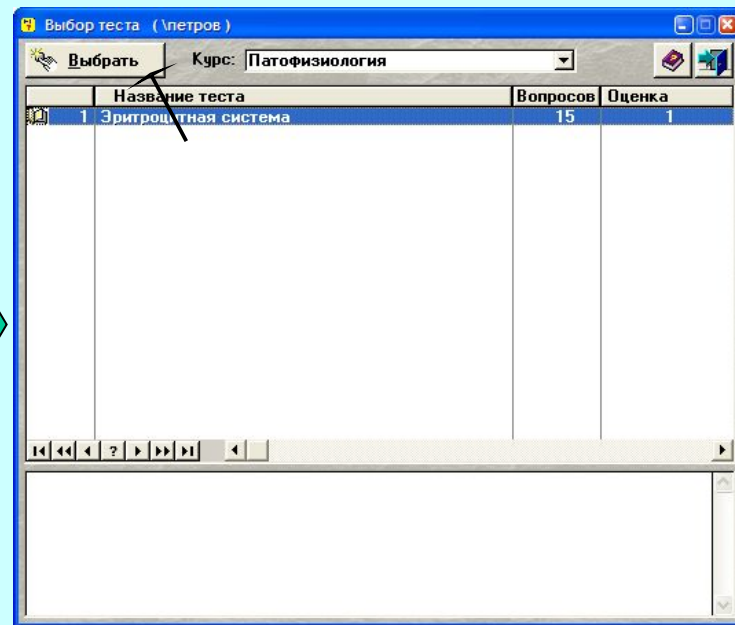 Выбор теста ( \петров )
Выбрать Курс: Патофизиология
Название теста Вопросов Оценка
1 Эритроцитная система 15 1
?